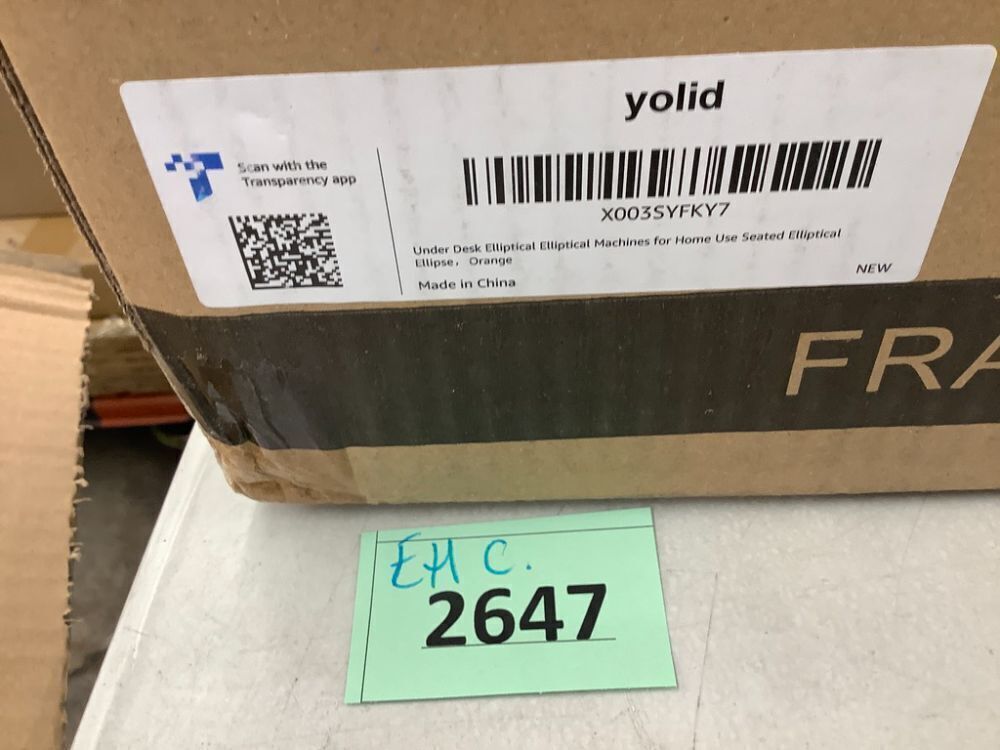 yolid
Scan with the
Transparency app
X003SYFKY7
Under Desk Elliptical Elliptical Machines for Home Use Seated Elliptical
Ellipse, Orange
NEW
Made in China
FRA
EH C.
2647